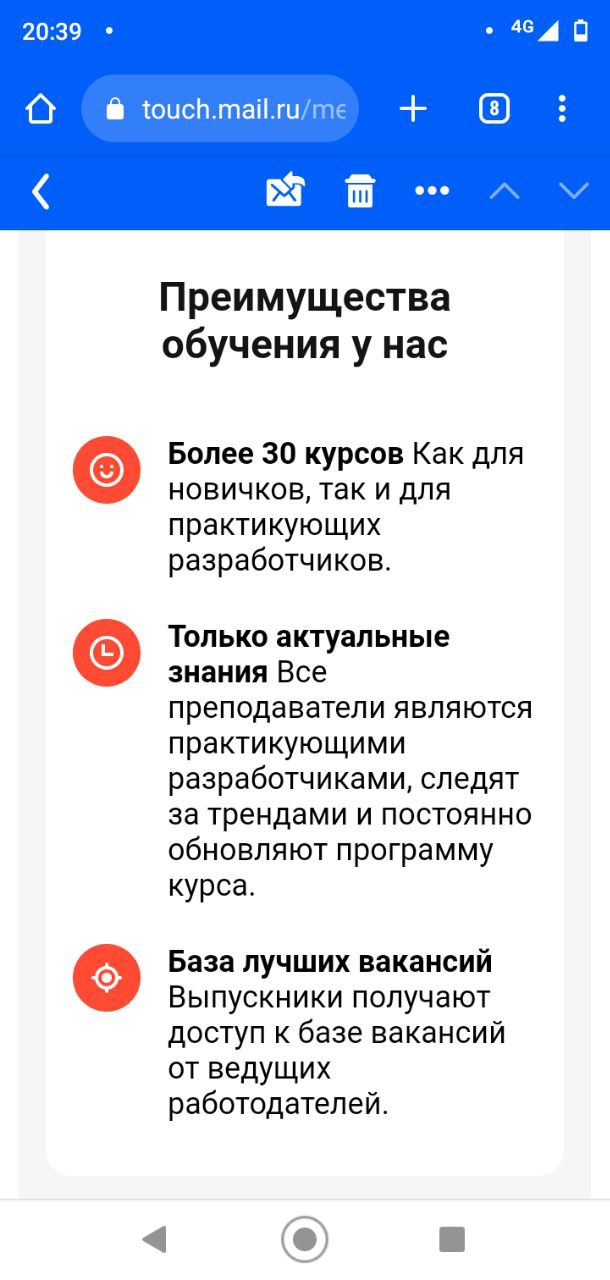 20:39
4G
touch.mail.ru/me
8
Преимущества
обучения у нас
Более 30 курсов Как для
новичков, так и для
практикующих
разработчиков.
Только актуальные
знания Все
преподаватели являются
практикующими
разработчиками, следят
за трендами и постоянно
обновляют программу
курса.
База лучших вакансий
Выпускники получают
доступ к базе вакансий
от ведущих
работодателей.